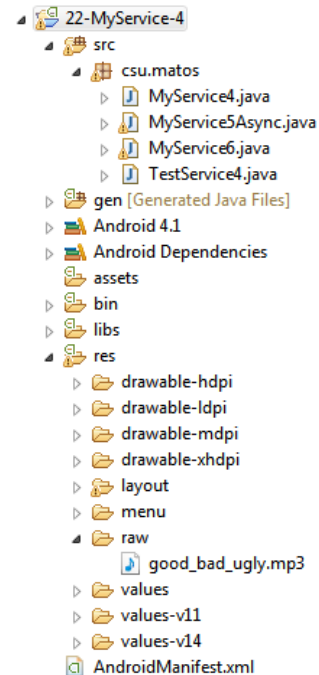 22-MyService-4
src
csu.matos
MyService4.java
MyService5Async.java
MyService6.java
TestService4.java
gen [Generated Java Files]
Android 4.1
Android Dependencies
assets
bin
libs
res
drawable-hdpi
drawable-ldpi
drawable-mdpi
drawable-xhdpi
layout
menu
raw
good_bad_ugly.mp3
values
values-v11
values-v14
AndroidManifest.xml